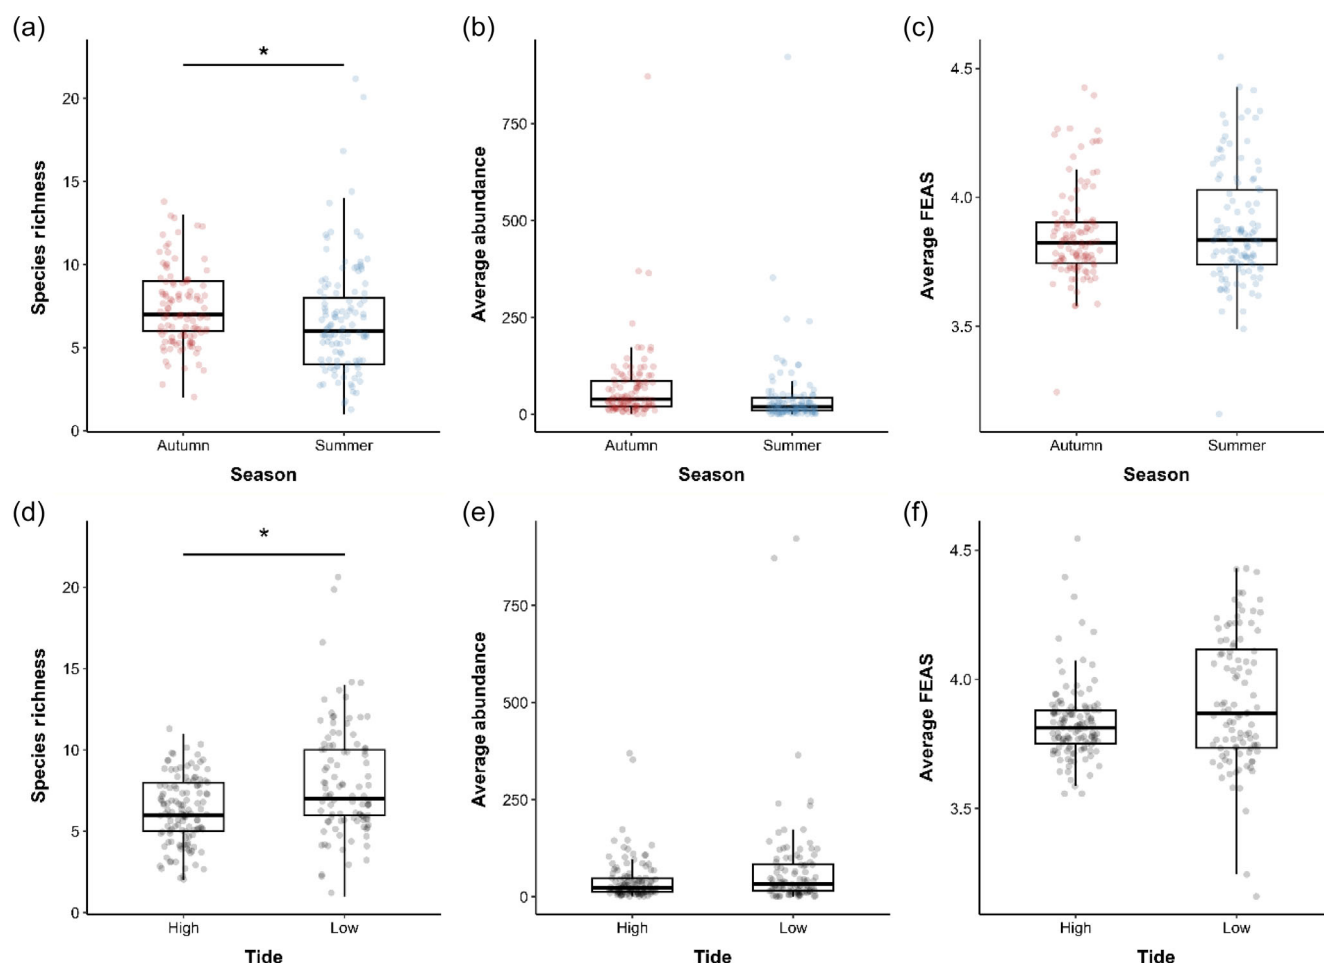 (a)
*
Species richness
20
15
10
5
0
Autumn
Summer
Season
(b)
Average abundance
750
500
250
0
Autumn
Summer
Season
(c)
Average FEAS
4.5
4.0
3.5
Autumn
Summer
Season
(d)
*
Species richness
20
15
10
5
0
High
Low
Tide
(e)
Average abundance
750
500
250
0
High
Low
Tide
(f)
Average FEAS
4.5
4.0
3.5
High
Low
Tide